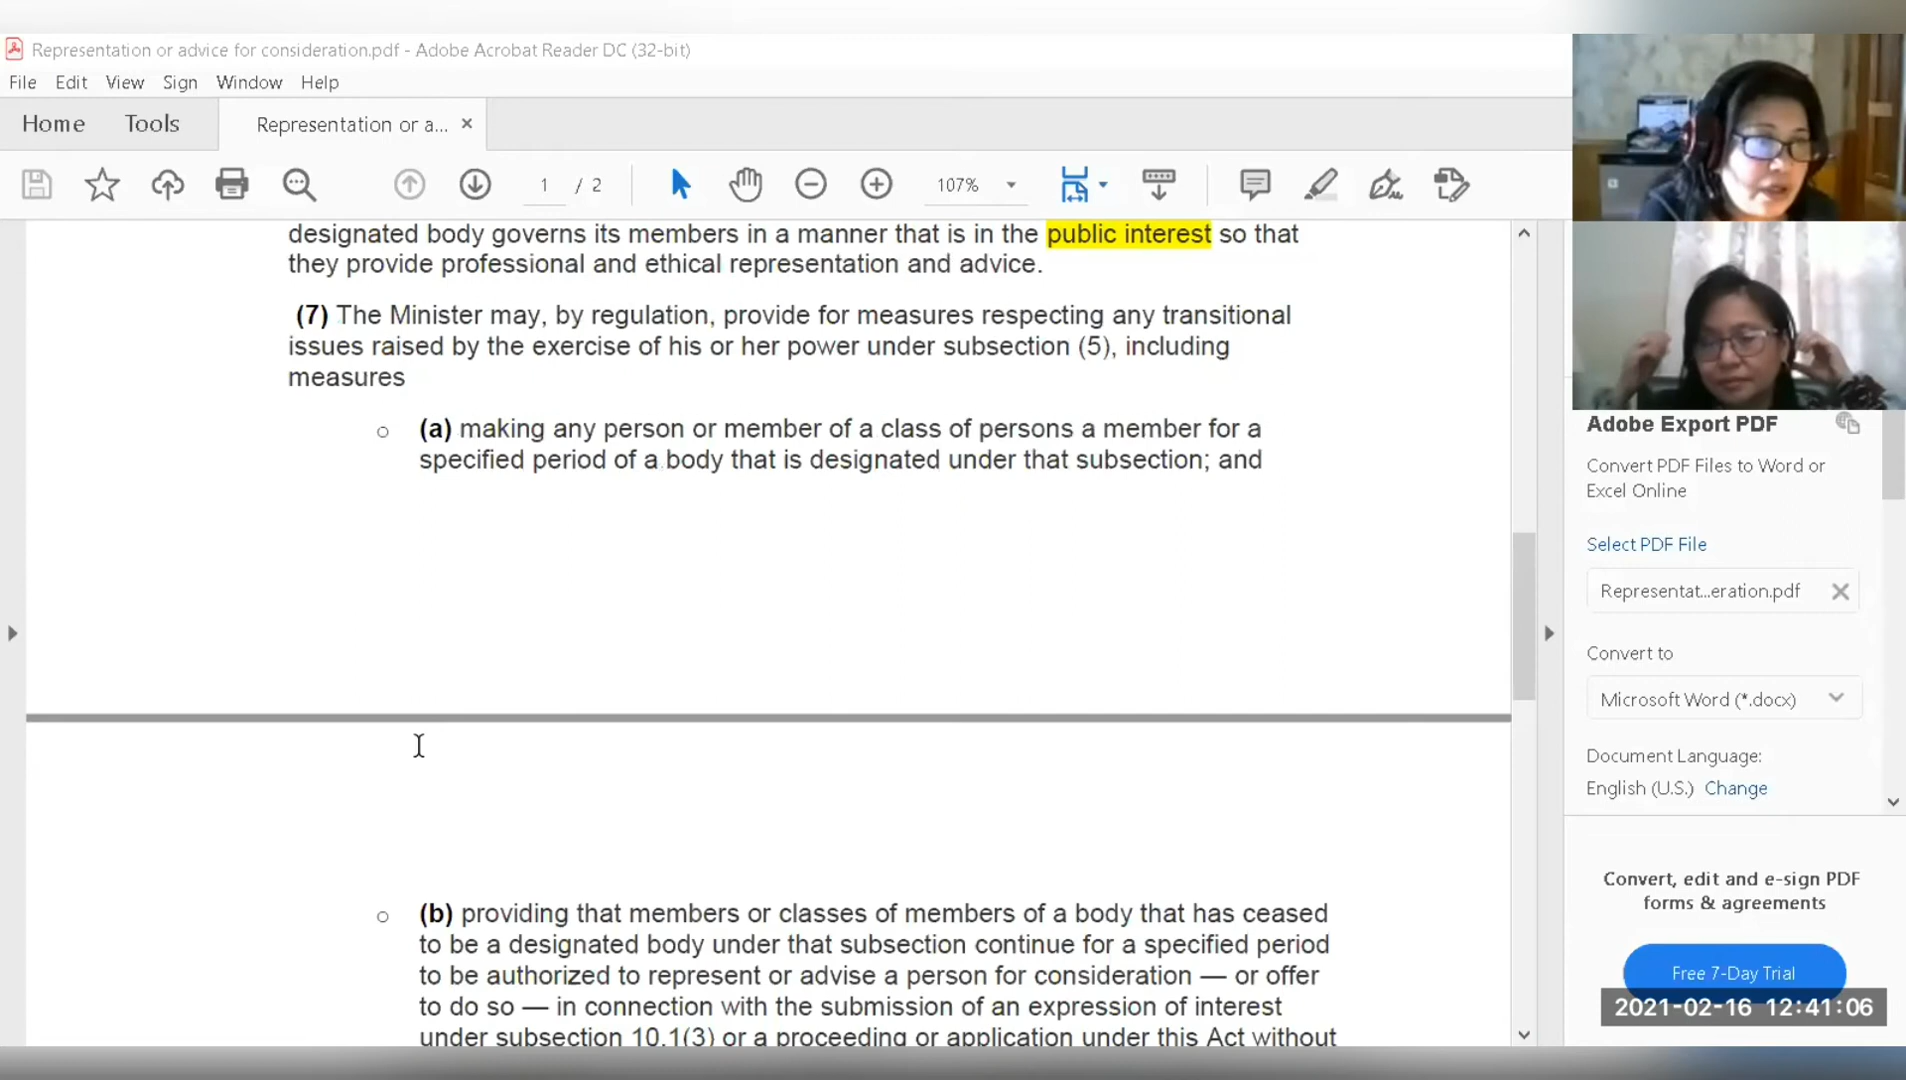 Representation or advice for consideration.pdf - Adobe Acrobat Reader DC (32-bit)
File Edit View Sign Window Help
Home Tools Representation or a... ×
1 / 2 107%
designated body governs its members in a manner that is in the public interest so that
they provide professional and ethical representation and advice.
(7) The Minister may, by regulation, provide for measures respecting any transitional
issues raised by the exercise of his or her power under subsection (5), including
measures
(a) making any person or member of a class of persons a member for a
specified period of a body that is designated under that subsection; and
(b) providing that members or classes of members of a body that has ceased
to be a designated body under that subsection continue for a specified period
to be authorized to represent or advise a person for consideration — or offer
to do so — in connection with the submission of an expression of interest
under subsection 10.1(3) or a proceeding or application under this Act without
Adobe Export PDF
Convert PDF Files to Word or
Excel Online
Select PDF File
Representat...eration.pdf
Convert to
Microsoft Word (*.docx)
Document Language:
English (U.S.) Change
Convert, edit and e-sign PDF
forms & agreements
Free 7-Day Trial
2021-02-16 12:41:06